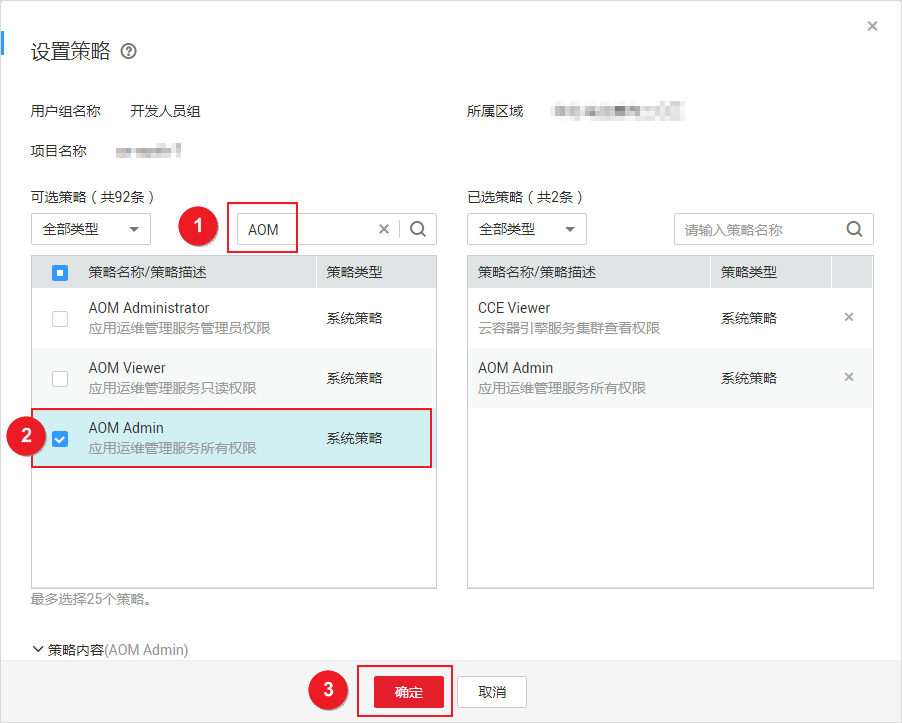 设置策略
用户组名称 开发人员组 所属区域
项目名称
可选策略（共92条） 已选策略（共2条）
全部类型 1 AOM 全部类型 请输入策略名称
策略名称/策略描述 策略类型 策略名称/策略描述 策略类型
AOM Administrator
应用运维管理服务管理员权限 系统策略
CCE Viewer
云容器引擎服务集群查看权限 系统策略
AOM Viewer
应用运维管理服务只读权限 系统策略
AOM Admin
应用运维管理服务所有权限 系统策略
2 AOM Admin
应用运维管理服务所有权限 系统策略
最多选择25个策略。
策略内容(AOM Admin)
3 确定 取消